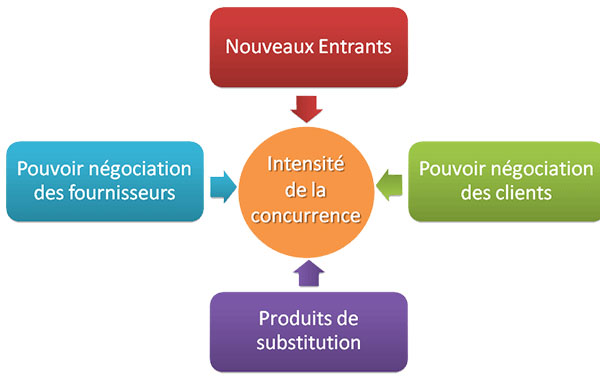 Nouveaux Entrants
Pouvoir négociation
des fournisseurs
Intensité
de la
concurrence
Pouvoir négociation
des clients
Produits de
substitution